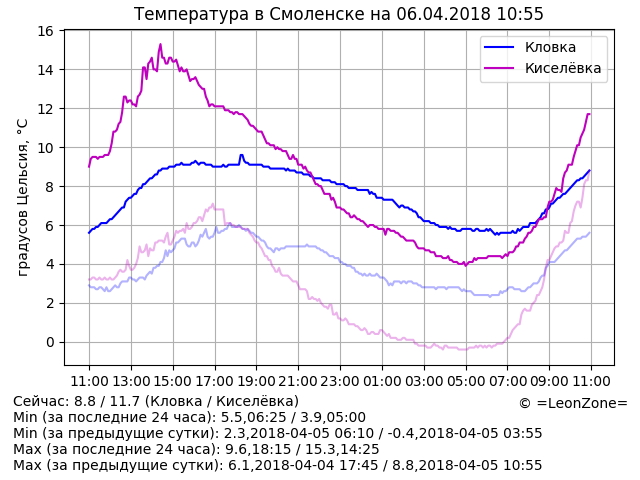 Температура в Смоленске на 06.04.2018 10:55
16
14
12
10
8
6
4
2
0
градусов Цельсия, °C
Кловка
Киселёвка
11:00 13:00 15:00 17:00 19:00 21:00 23:00 01:00 03:00 05:00 07:00 09:00 11:00
Сейчас: 8.8 / 11.7 (Кловка / Киселёвка)
© =LeonZone=
Min (за последние 24 часа): 5.5,06:25 / 3.9,05:00
Min (за предыдущие сутки): 2.3,2018-04-05 06:10 / -0.4,2018-04-05 03:55
Max (за последние 24 часа): 9.6,18:15 / 15.3,14:25
Max (за предыдущие сутки): 6.1,2018-04-04 17:45 / 8.8,2018-04-05 10:55